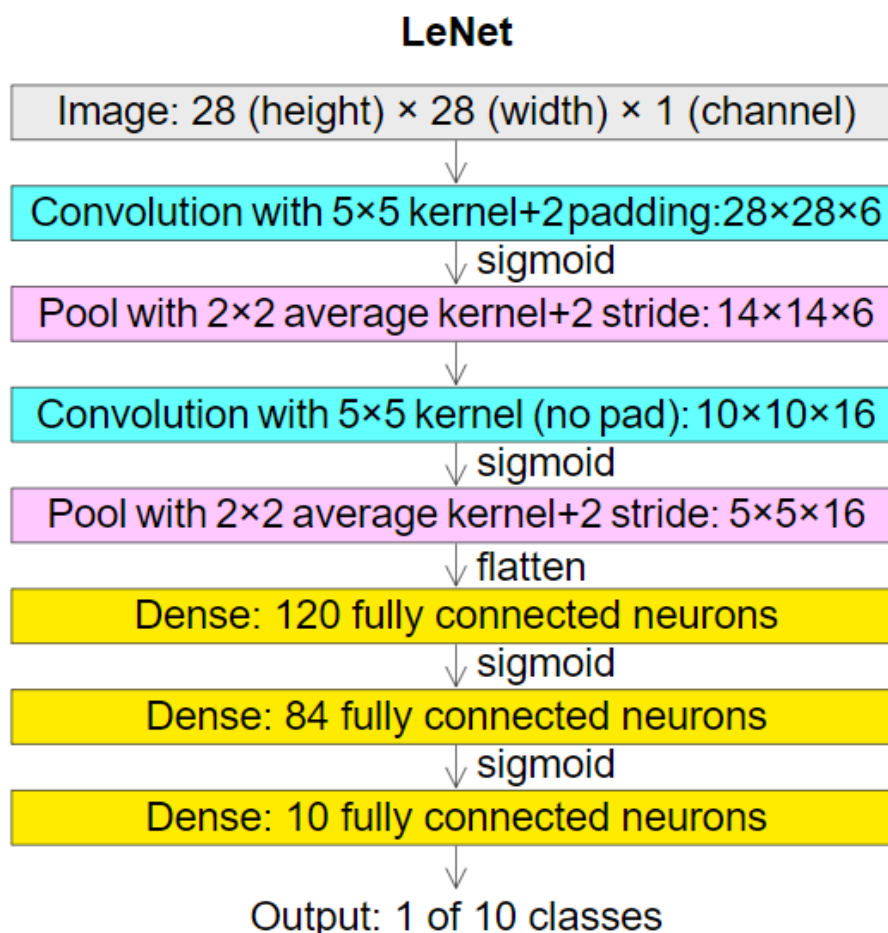 LeNet
Image: 28 (height) × 28 (width) × 1 (channel)
Convolution with 5×5 kernel+2padding:28×28×6
sigmoid
Pool with 2×2 average kernel+2 stride: 14×14×6
Convolution with 5×5 kernel (no pad): 10×10×16
sigmoid
Pool with 2×2 average kernel+2 stride: 5×5×16
flatten
Dense: 120 fully connected neurons
sigmoid
Dense: 84 fully connected neurons
sigmoid
Dense: 10 fully connected neurons
Output: 1 of 10 classes